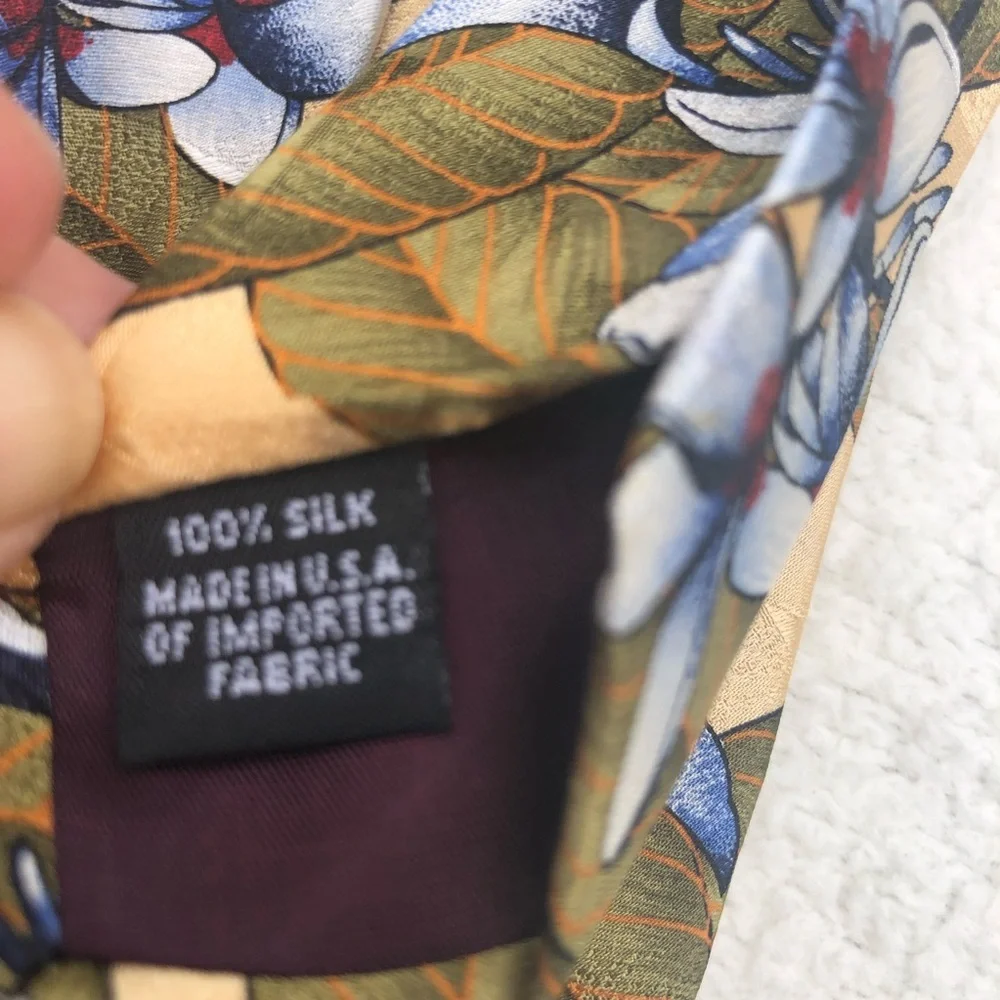 100% SILK
MADE IN U.S.A.
OF IMPORTED
FABRIC